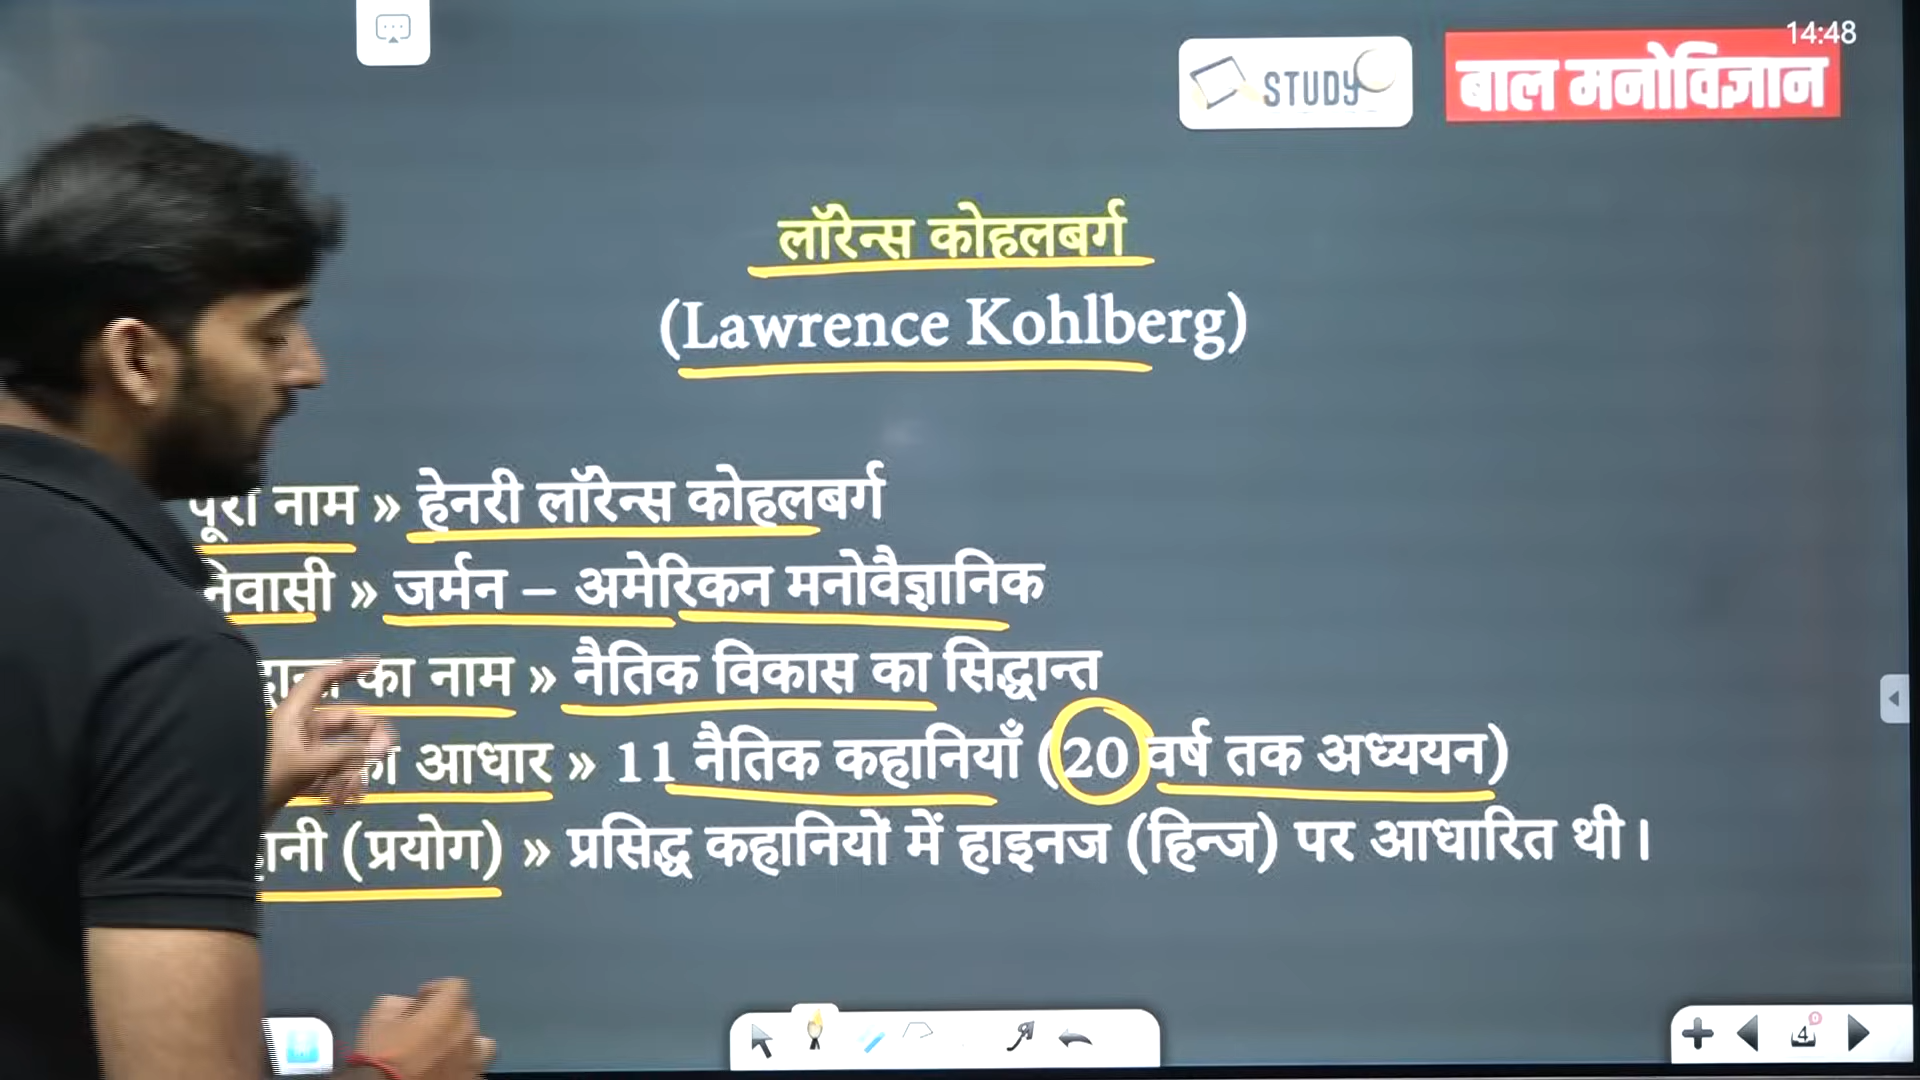 14:48
STUDY
बाल मनोविज्ञान
लॉरेन्स कोहलबर्ग
(Lawrence Kohlberg)
पूरा नाम » हेनरी लॉरेन्स कोहलबर्ग
निवासी » जर्मन – अमेरिकन मनोवैज्ञानिक
का नाम » नैतिक विकास का सिद्धान्त
का आधार » 11 नैतिक कहानियाँ (20 वर्ष तक अध्ययन)
(प्रयोग) » प्रसिद्ध कहानियों में हाइनज (हिन्ज) पर आधारित थी।
4